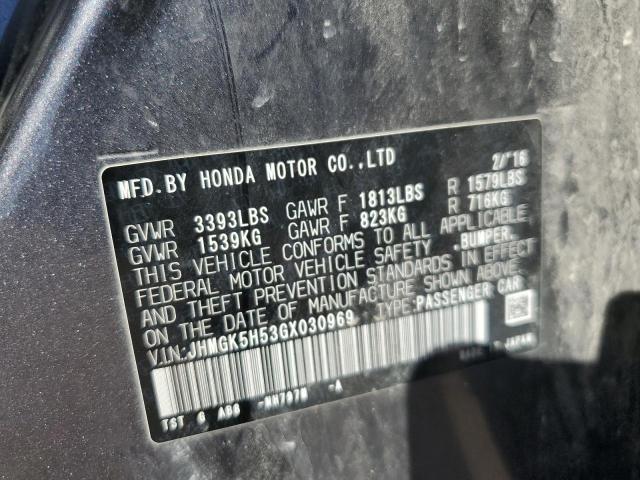 MFD.BY HONDA MOTOR CO.,LTD 2/'16
GVWR 3393LBS GAWR F 1813LBS R 1579LBS
GVWR 1539KG GAWR F 823KG R 716KG
THIS VEHICLE CONFORMS TO ALL APPLICABLE
FEDERAL MOTOR VEHICLE SAFETY .BUMPER.
AND THEFT PREVENTION STANDARDS IN EFFECT
ON THE DATE OF MANUFACTURE SHOWN ABOVE.
V.I.N:JHMGK5H53GX030969 TYPE:PASSENGER CAR
JAPAN